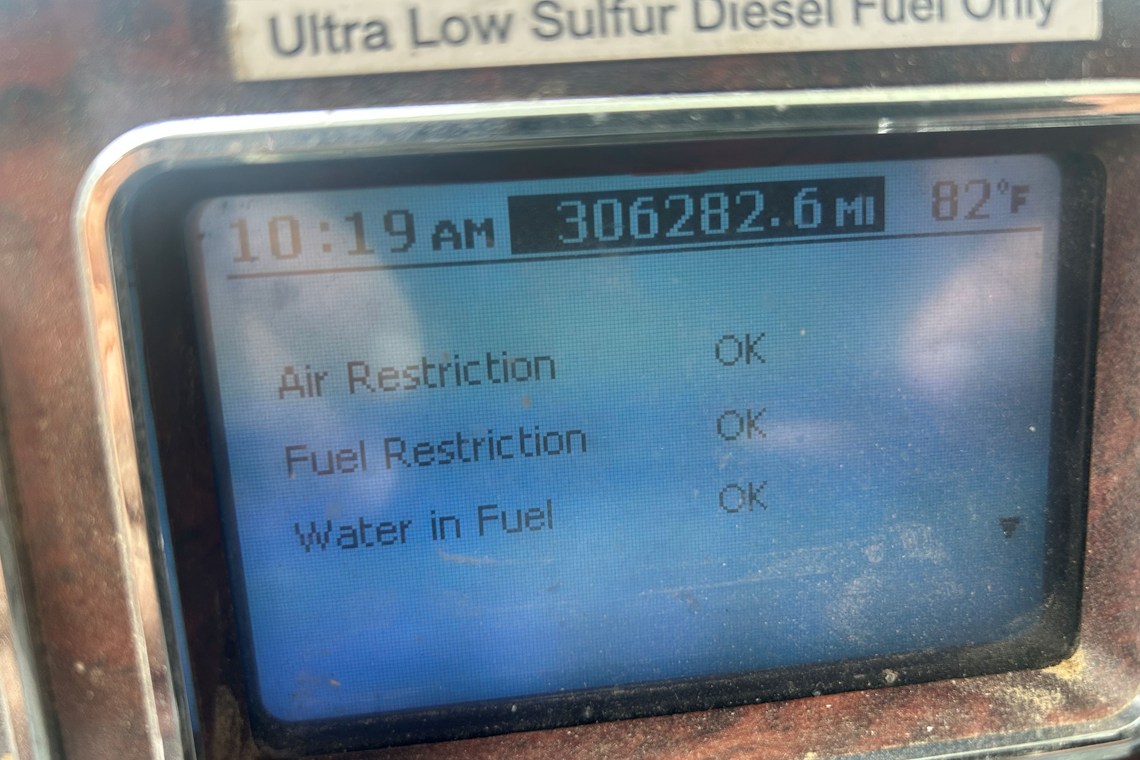 Ultra Low Sulfur Diesel Fuel Only
10:19 AM 306282.6 MI 82°F
Air Restriction OK
Fuel Restriction OK
Water in Fuel OK